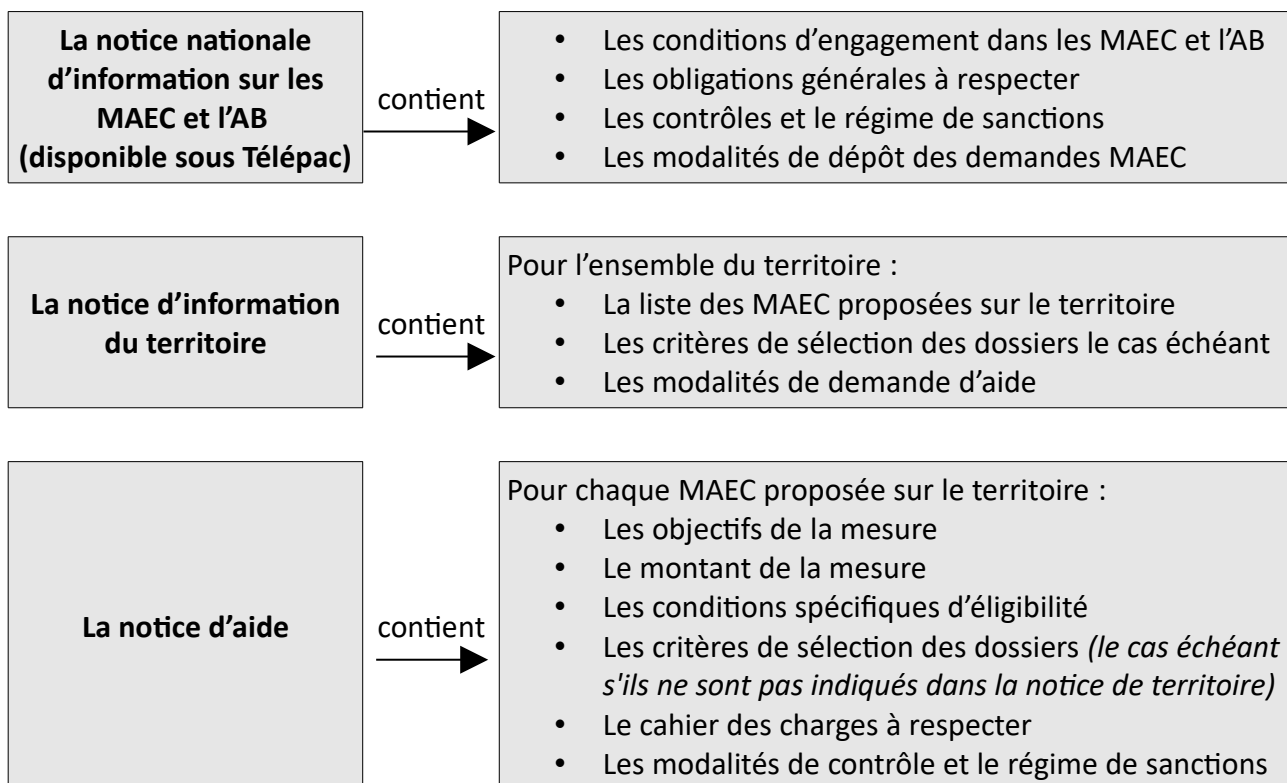 La notice nationale
d’information sur les
MAEC et l’AB
(disponible sous Télépac)
contient
• Les conditions d’engagement dans les MAEC et l’AB
• Les obligations générales à respecter
• Les contrôles et le régime de sanctions
• Les modalités de dépôt des demandes MAEC
La notice d’information
du territoire
contient
Pour l’ensemble du territoire :
• La liste des MAEC proposées sur le territoire
• Les critères de sélection des dossiers le cas échéant
• Les modalités de demande d’aide
La notice d’aide
contient
Pour chaque MAEC proposée sur le territoire :
• Les objectifs de la mesure
• Le montant de la mesure
• Les conditions spécifiques d’éligibilité
• Les critères de sélection des dossiers (le cas échéant
s'ils ne sont pas indiqués dans la notice de territoire)
• Le cahier des charges à respecter
• Les modalités de contrôle et le régime de sanctions